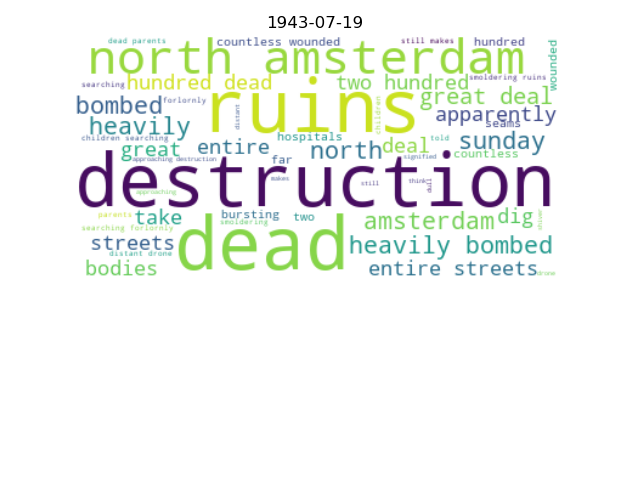 1943-07-19
dead parents countless wounded still makes hundred
north amsterdam
wounded
searching hundred dead two hundred smoldering ruins
ruins
great deal
bombed forlornly distant children apparently
heavily seams
children searching hospitals told sunday
great entire north deal countless
approaching destruction far signified
destruction
makes still think dull
approaching
parents take bursting two amsterdam dig shiver
searching forlornly smoldering
dead
streets heavily bombed
distant drone
bodies entire streets drone